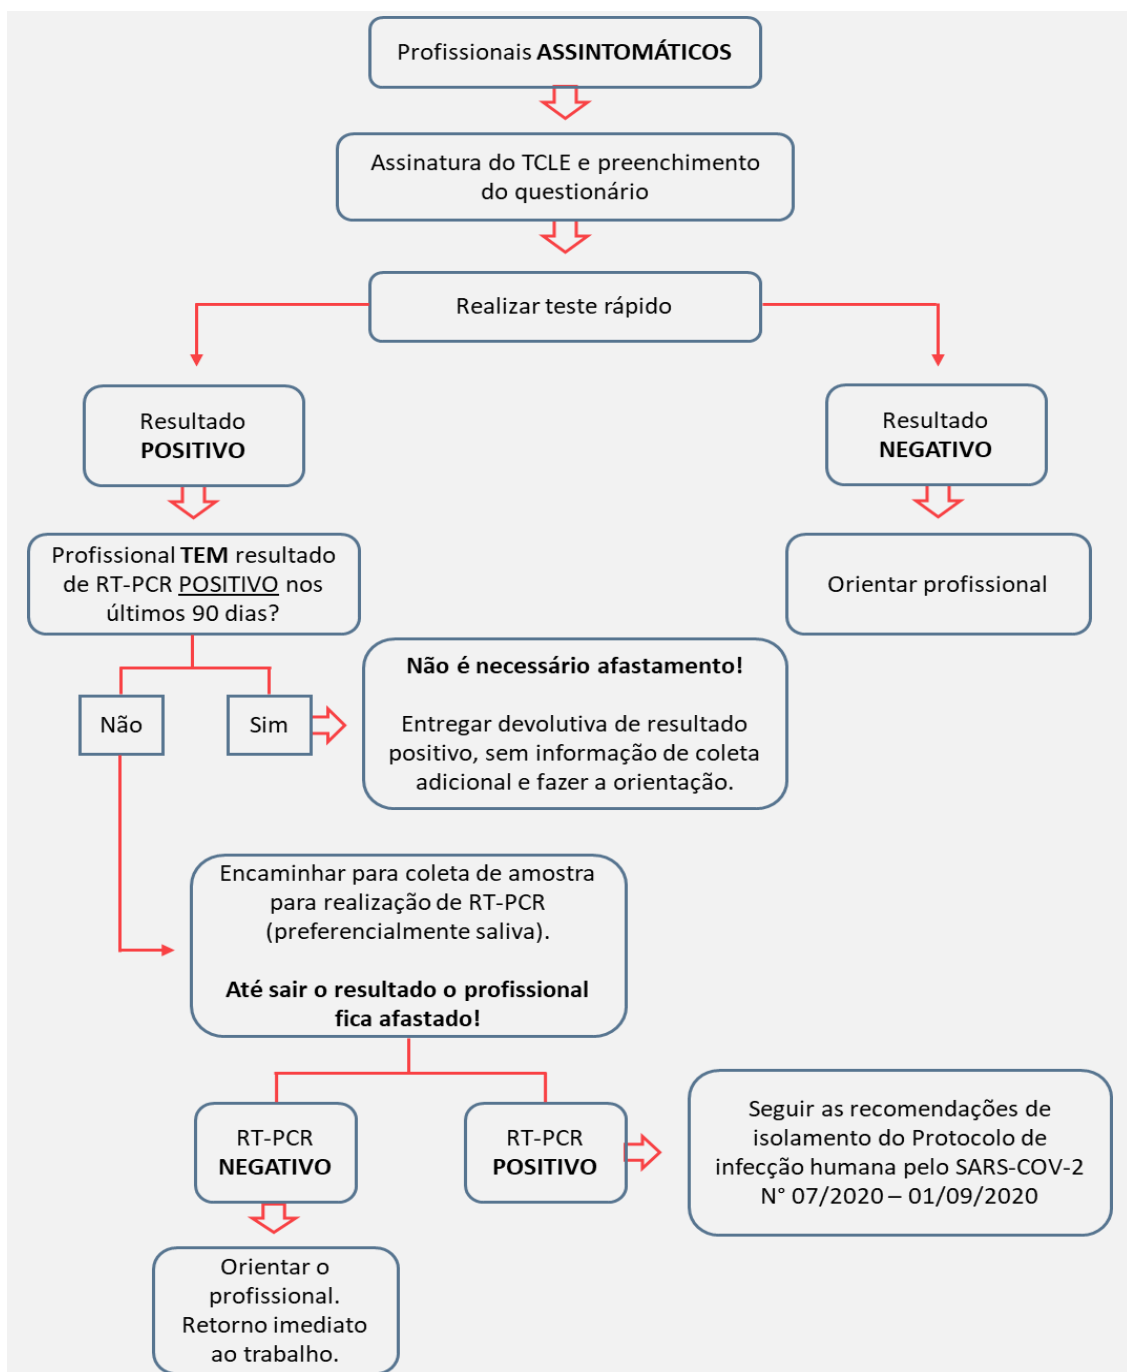 Profissionais ASSINTOMÁTICOS
Assinatura do TCLE e preenchimento
do questionário
Realizar teste rápido
Resultado
POSITIVO
Resultado
NEGATIVO
Profissional TEM resultado
de RT-PCR POSITIVO nos
últimos 90 dias?
Orientar profissional
Não
Sim
Não é necessário afastamento!
Entregar devolutiva de resultado
positivo, sem informação de coleta
adicional e fazer a orientação.
Encaminhar para coleta de amostra
para realização de RT-PCR
(preferencialmente saliva).
Até sair o resultado o profissional
fica afastado!
RT-PCR
NEGATIVO
RT-PCR
POSITIVO
Seguir as recomendações de
isolamento do Protocolo de
infecção humana pelo SARS-COV-2
N° 07/2020 – 01/09/2020
Orientar o
profissional.
Retorno imediato
ao trabalho.